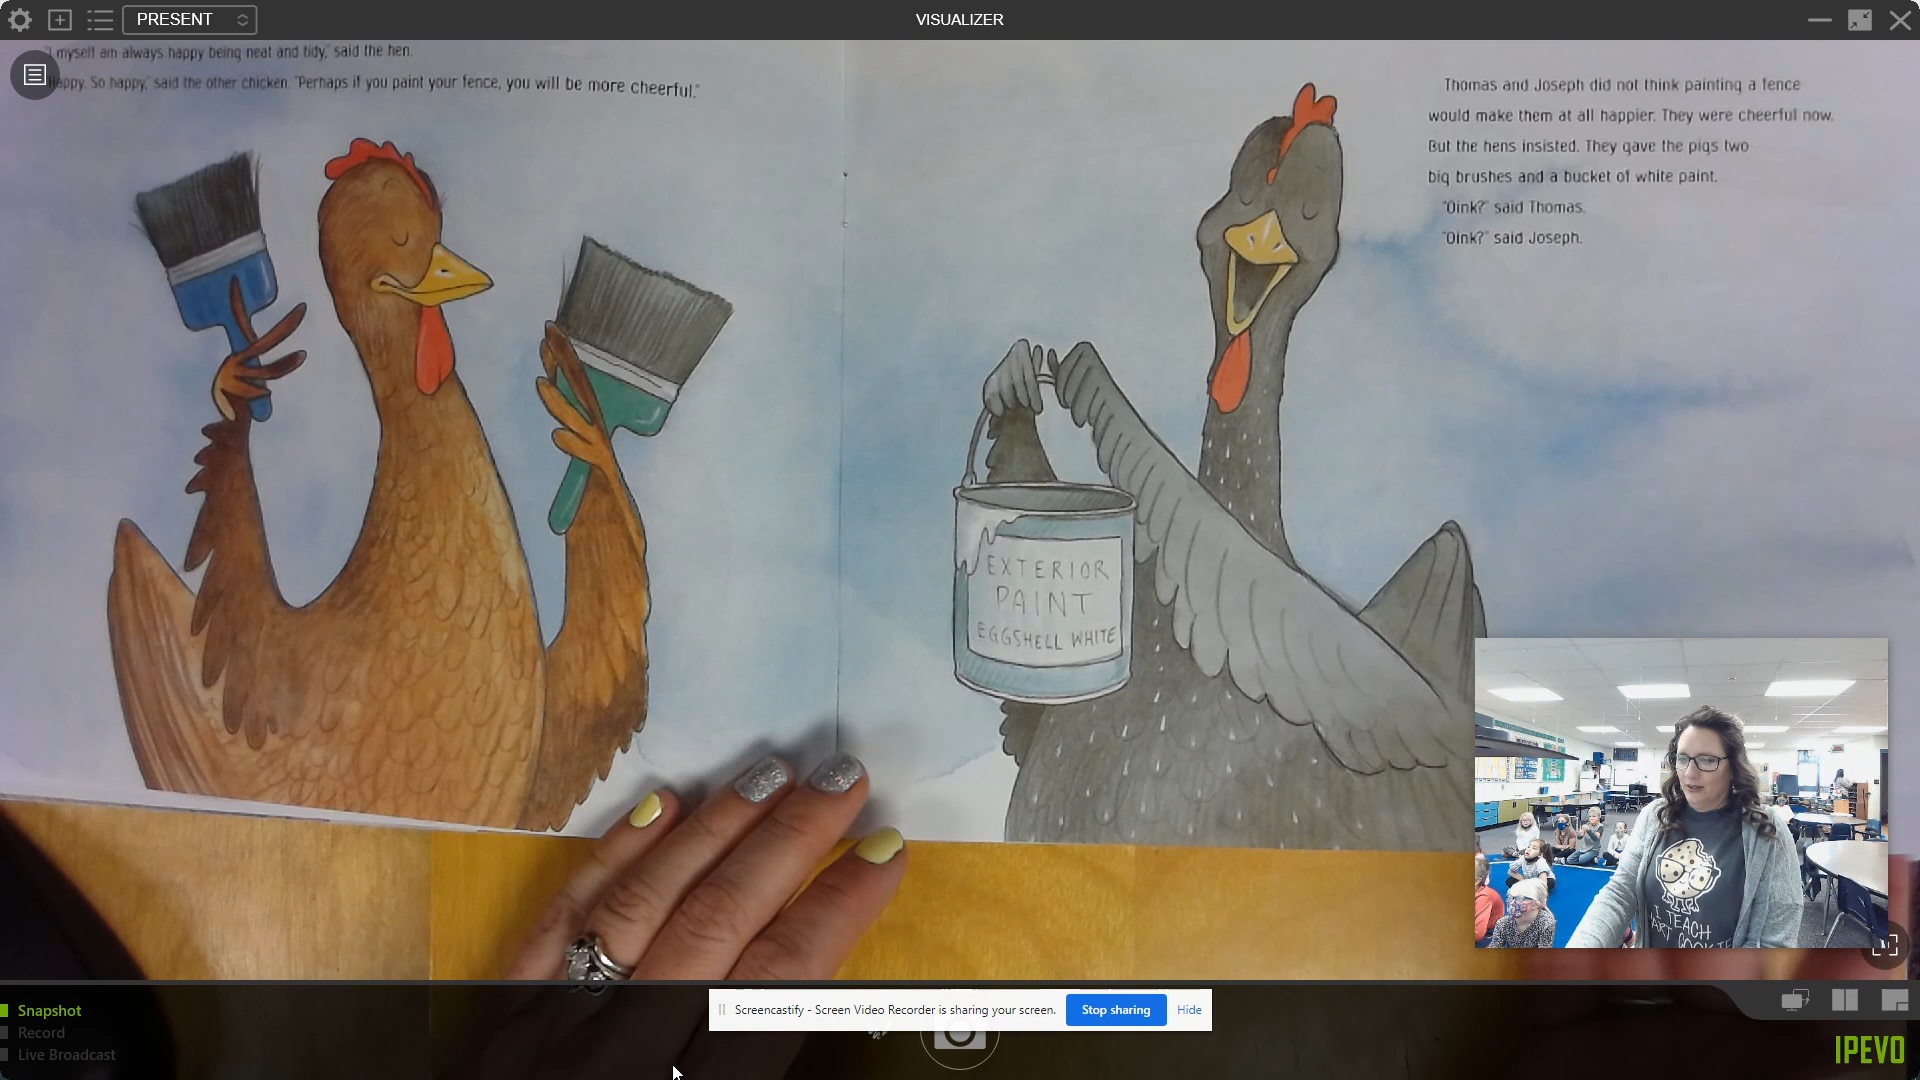 PRESENT
VISUALIZER
"I myself am always happy being neat and tidy," said the hen.
Happy. So happy," said the other chicken. "Perhaps if you paint your fence, you will be more cheerful."
Thomas and Joseph did not think painting a fence
would make them at all happier. They were cheerful now.
But the hens insisted. They gave the pigs two
big brushes and a bucket of white paint.
"Oink?" said Thomas.
"Oink?" said Joseph.
EXTERIOR
PAINT
EGGSHELL WHITE
I TEACH
Snapshot
Record
Live Broadcast
Screencastify - Screen Video Recorder is sharing your screen.
Stop sharing
Hide
IPEVO